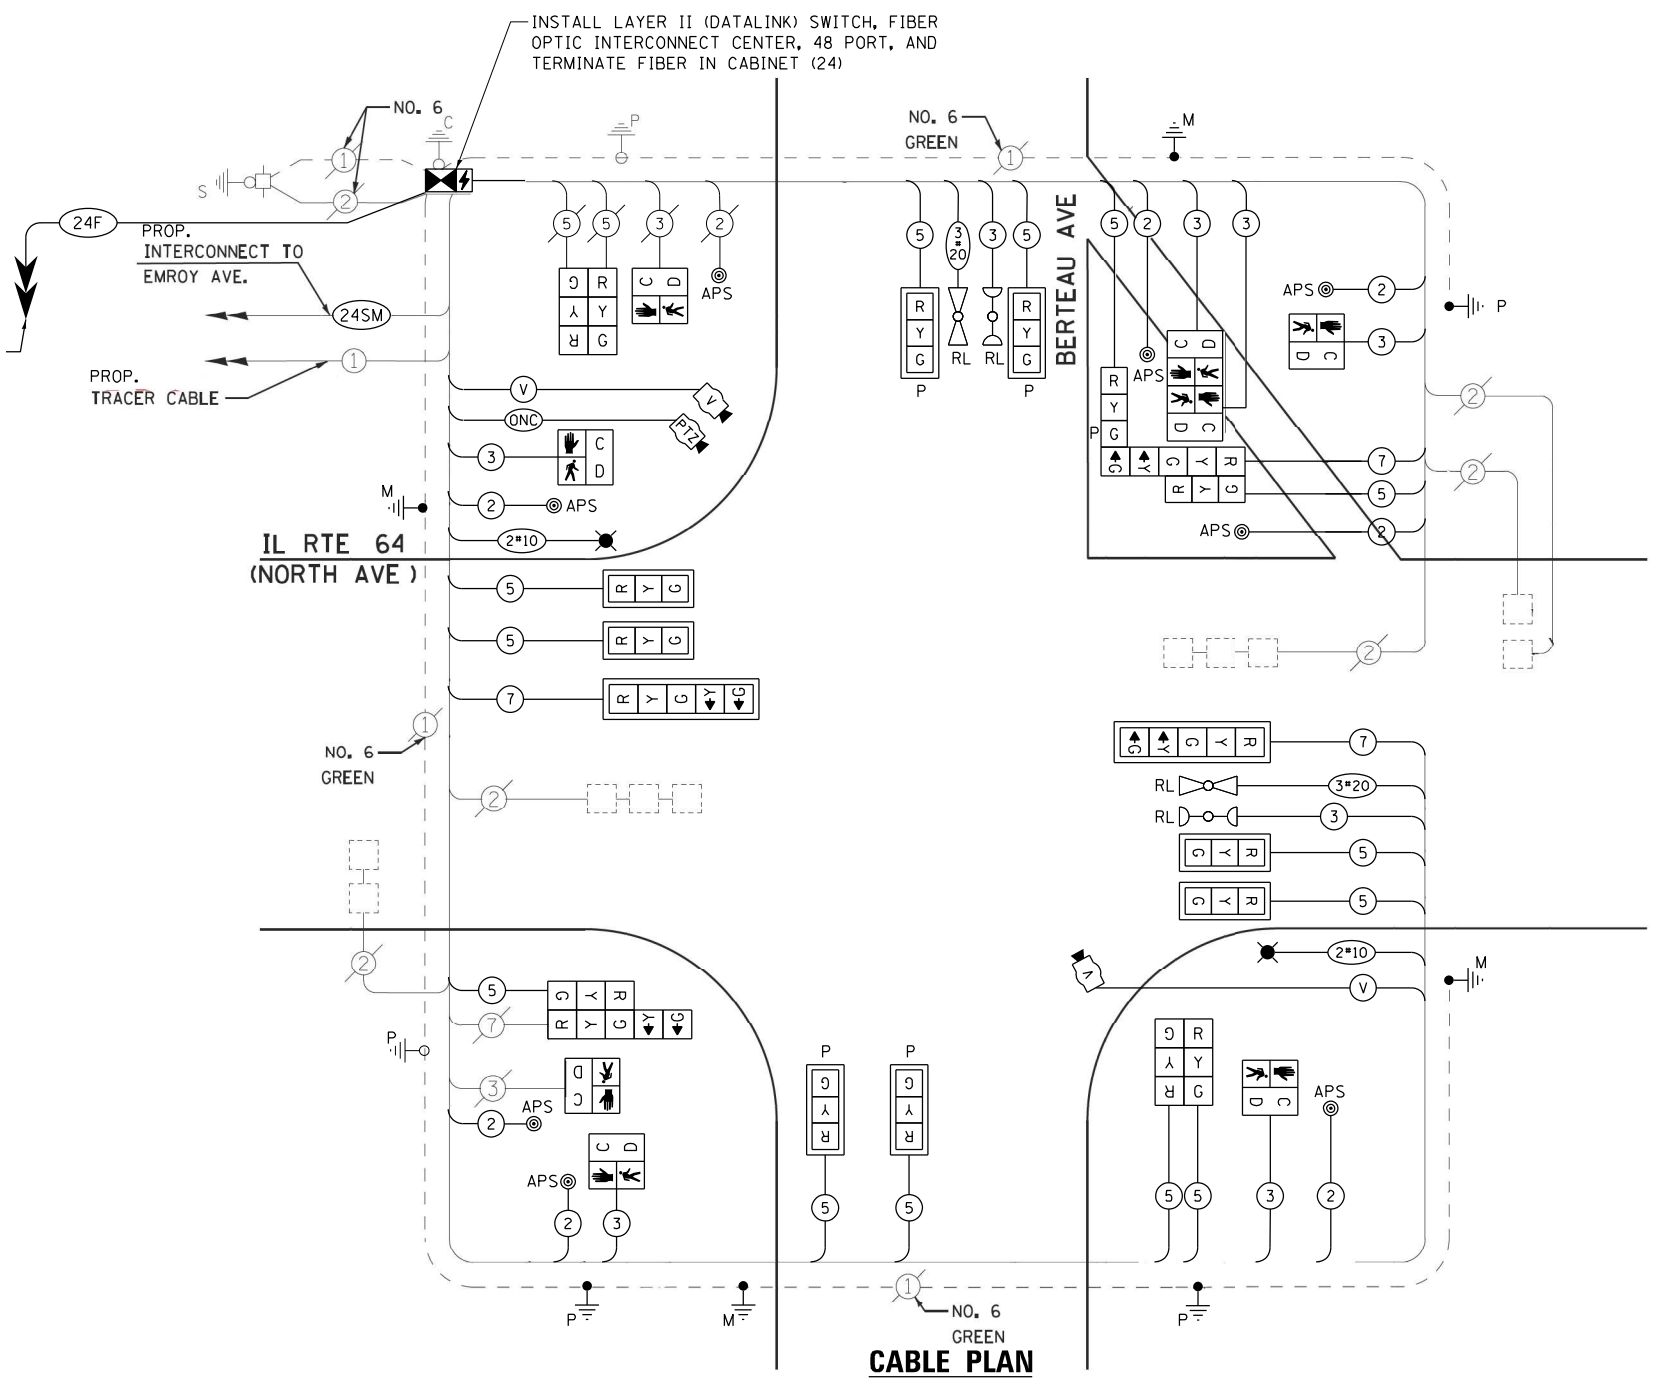 INSTALL LAYER II (DATALINK) SWITCH, FIBER
OPTIC INTERCONNECT CENTER, 48 PORT, AND
TERMINATE FIBER IN CABINET (24)
NO. 6
C
P
NO. 6
GREEN
1
M
1
S
2
24F
PROP.
INTERCONNECT TO
EMROY AVE.
24SM
1
PROP.
TRACER CABLE
5 5 3 2
G R
Y Y
R G
C D
APS
5 3#20 3 5
R Y G
P
RL
RL
R Y G
P
BERTEAU AVE
5 2 3 3
APS
C D
D C
R
Y
G
P
G Y G Y R
R Y G
APS
2
APS
2
3
D C
P
2
7
2
5
2
V
V
ONC
PTZ
3
C
D
M
2
APS
2#10
IL RTE 64
(NORTH AVE )
5
R Y G
5
R Y G
7
R Y G Y G
1
NO. 6
GREEN
2
2
G Y G Y R
7
RL
3#20
RL
3
G Y R
5
G Y R
5
2#10
V
V
M
2
5
G Y R
7
R Y G Y G
P
3
D
C
2
APS
C D
APS
2
3
P
G
Y
R
5
P
G
Y
R
5
G R
Y Y
R G
5 5
D C
3
APS
2
P
M
1
NO. 6
GREEN
P
CABLE PLAN